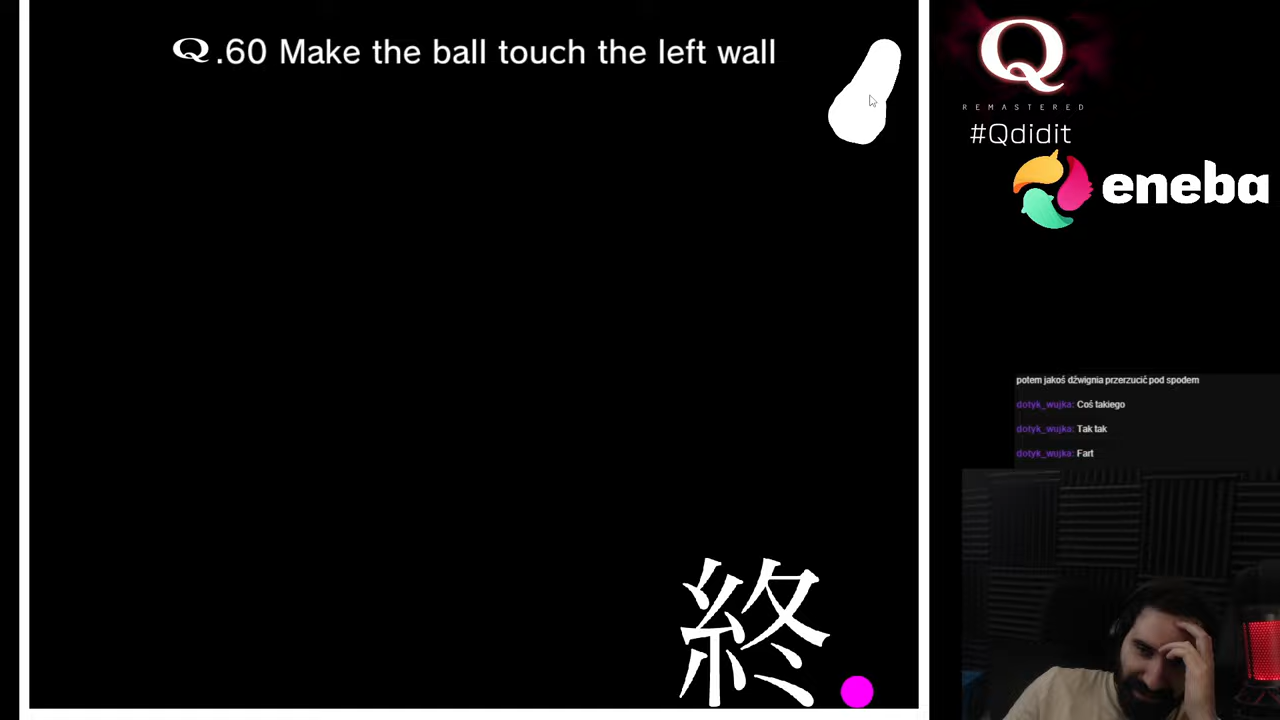 Q.60 Make the ball touch the left wall
Q
REMASTERED
#Qdidit
eneba
potem jakoś dźwignia przerzucić pod spodem
dotyk_wujka: Coś takiego
dotyk_wujka: Tak tak
dotyk_wujka: Fart
終